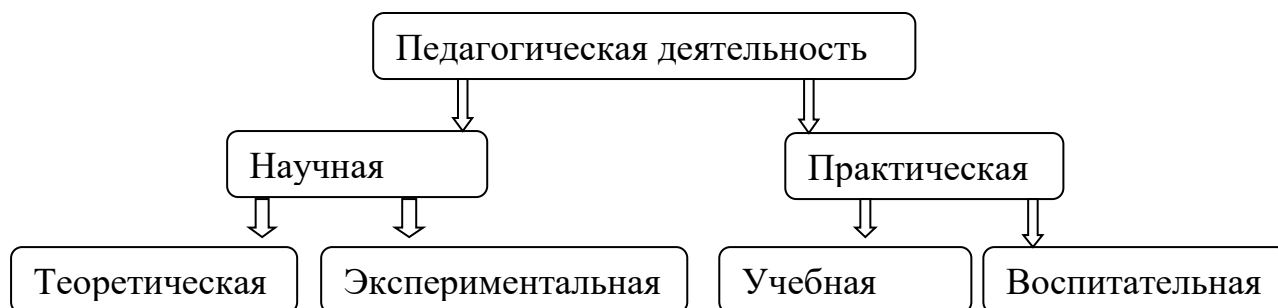 Педагогическая деятельность
Научная
Практическая
Теоретическая
Экспериментальная
Учебная
Воспитательная